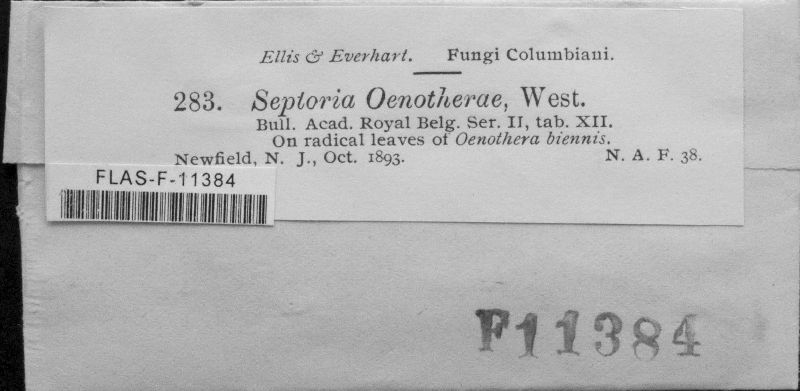 Ellis & Everhart. Fungi Columbiani.
283. Septoria Oenotherae, West.
Bull. Acad. Royal Belg. Ser. II, tab. XII.
On radical leaves of Oenothera biennis.
Newfield, N. J., Oct. 1893. N. A. F. 38.
FLAS-F-11384
F11384